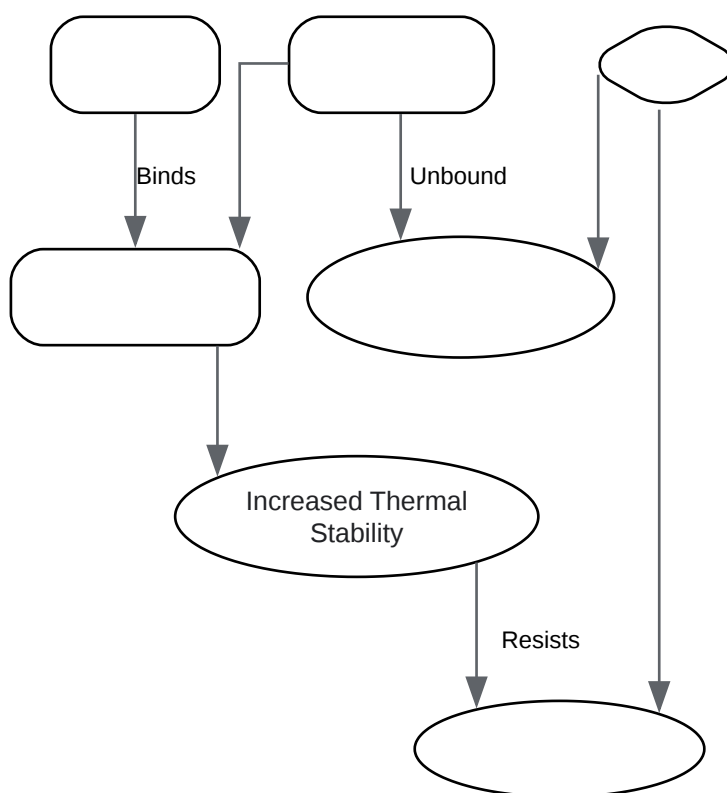 Binds
Unbound
Increased Thermal
Stability
Resists